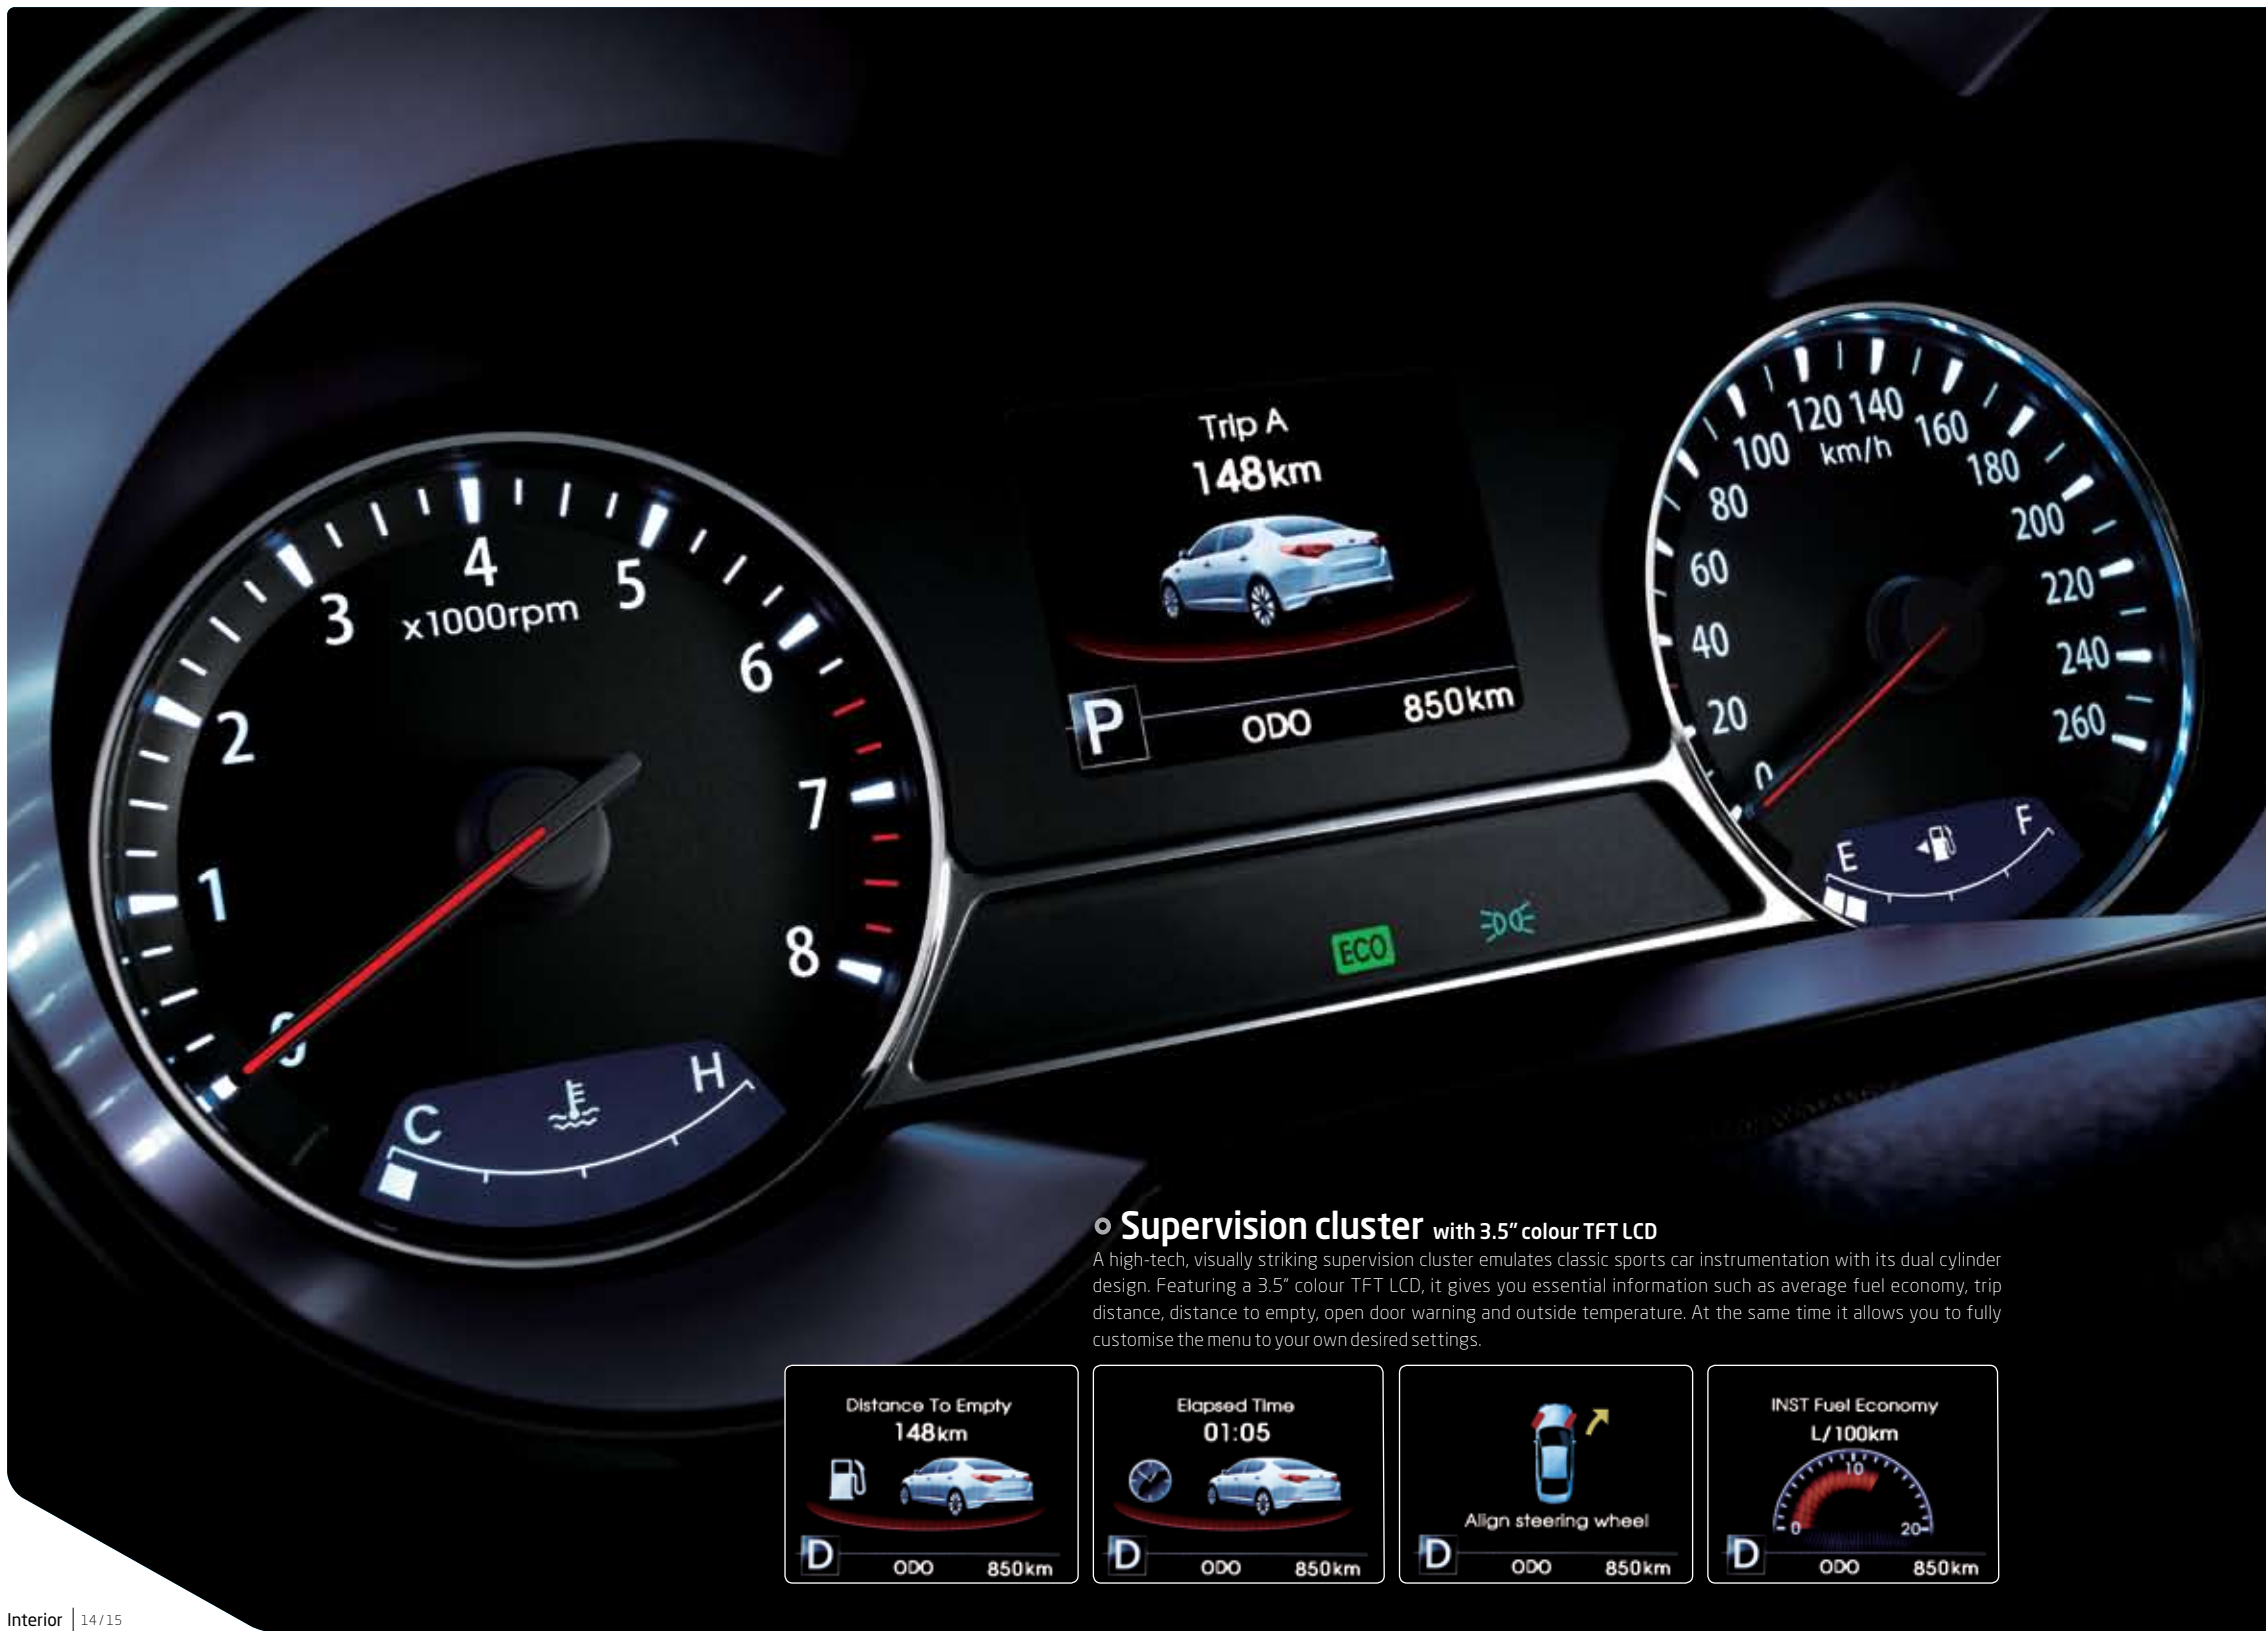 0
1
2
3
4
5
6
7
8
x1000rpm
C
H
Trip A
148km
P
ODO
850km
ECO
0
20
40
60
80
100
120
140
160
180
200
220
240
260
km/h
E
F
Supervision cluster with 3.5” colour TFT LCD
A high-tech, visually striking supervision cluster emulates classic sports car instrumentation with its dual cylinder
design. Featuring a 3.5” colour TFT LCD, it gives you essential information such as average fuel economy, trip
distance, distance to empty, open door warning and outside temperature. At the same time it allows you to fully
customise the menu to your own desired settings.
Distance To Empty
148km
D
ODO
850km
Elapsed Time
01:05
D
ODO
850km
Align steering wheel
D
ODO
850km
INST Fuel Economy
L/100km
10
0
20
D
ODO
850km
Interior | 14/15